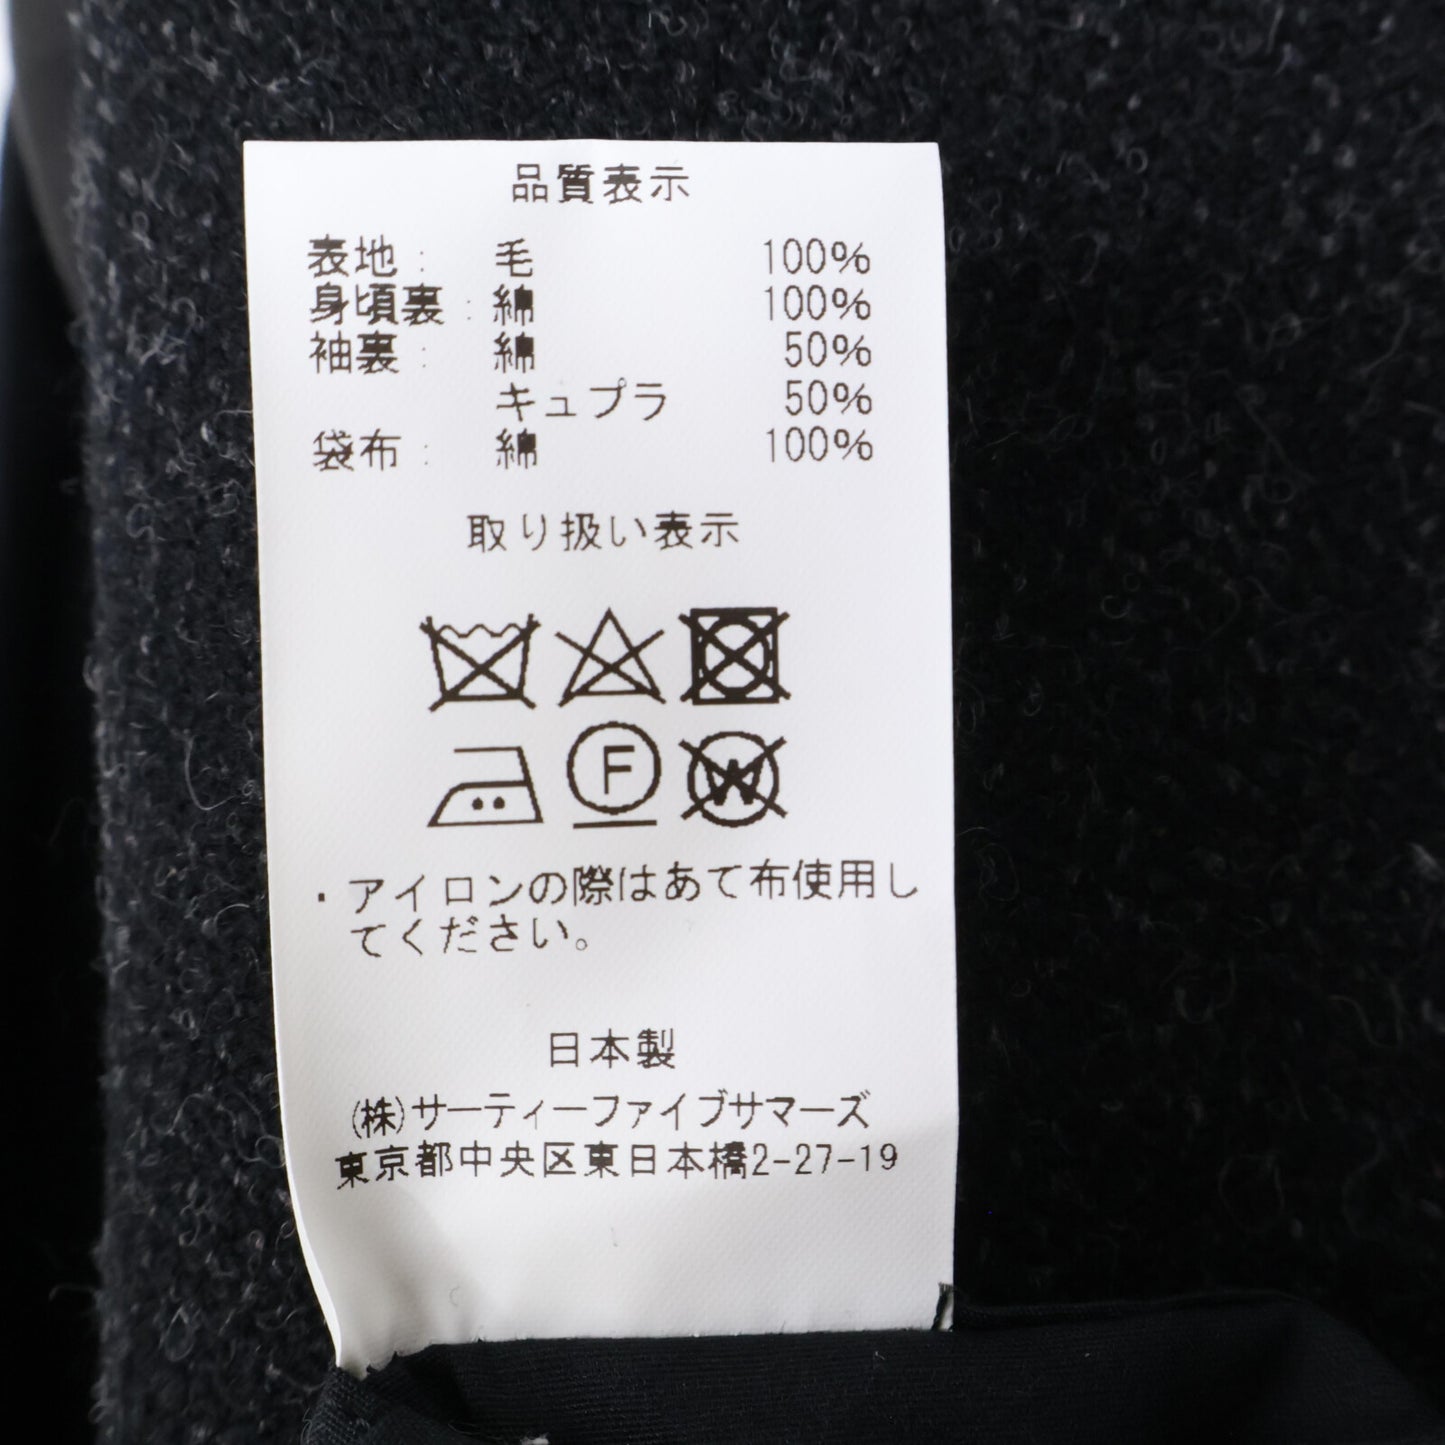 品質表示
表地: 毛 100%
身頃裏: 綿 100%
袖裏: 綿 50%
キュプラ 50%
袋布: 綿 100%
取り扱い表示
F W
・アイロンの際はあて布使用し
てください。
日本製
(株)サーティーファイブサマーズ
東京都中央区東日本橋2-27-19